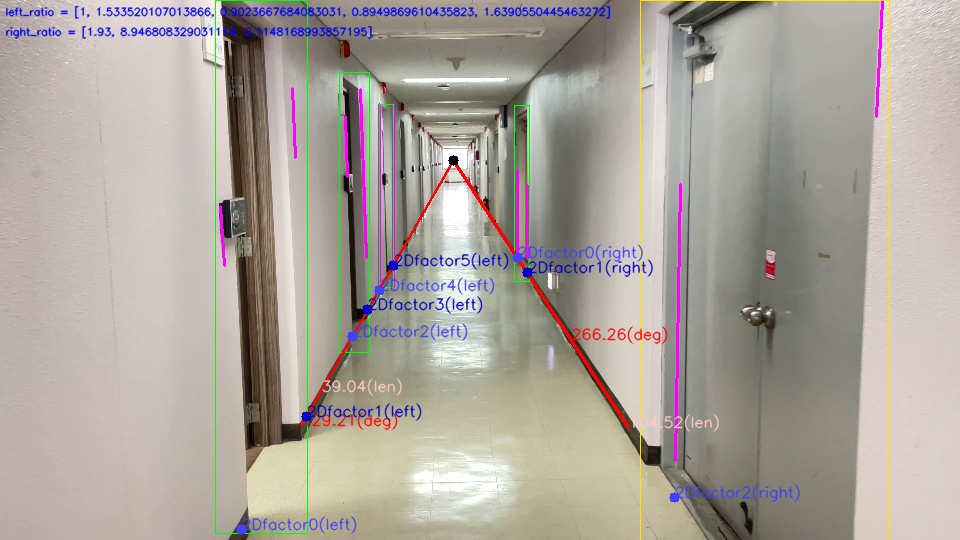 left_ratio = [1, 1.533520107013866, 0.9023667684083031, 0.8949869610435823, 1.6390550445463272]
right_ratio = [1.93, 8.946808329031114, 2.1148168993857195]
2Dfactor0(right)
2Dfactor5(left)
2Dfactor1(right)
2Dfactor4(left)
2Dfactor3(left)
2Dfactor2(left)
266.26(deg)
39.04(len)
2Dfactor1(left)
29.21(deg)
.52(len)
2Dfactor2(right)
2Dfactor0(left)